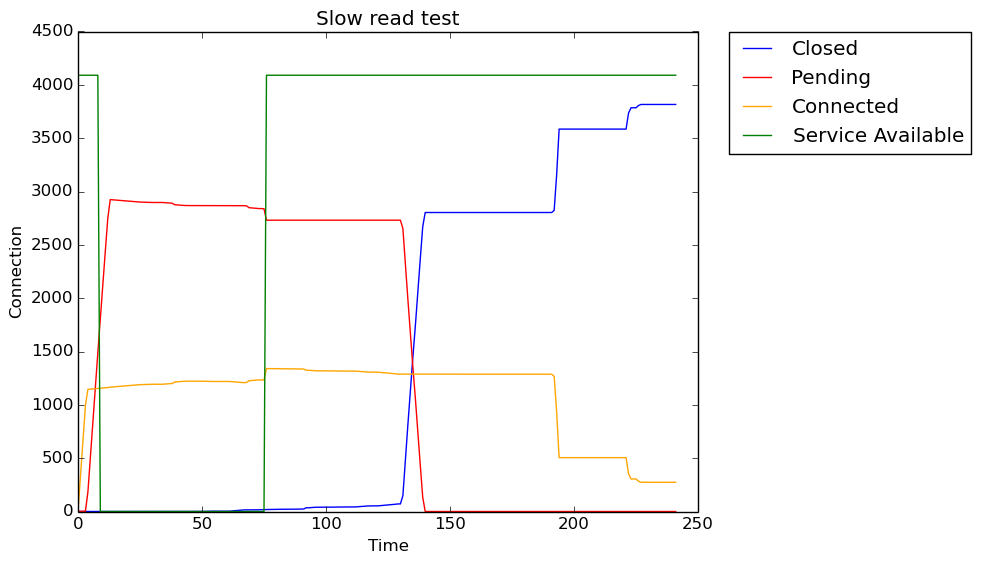 Slow read test
Closed
Pending
Connected
Service Available
4500
4000
3500
3000
2500
2000
1500
1000
500
0
Connection
0 50 100 150 200 250
Time